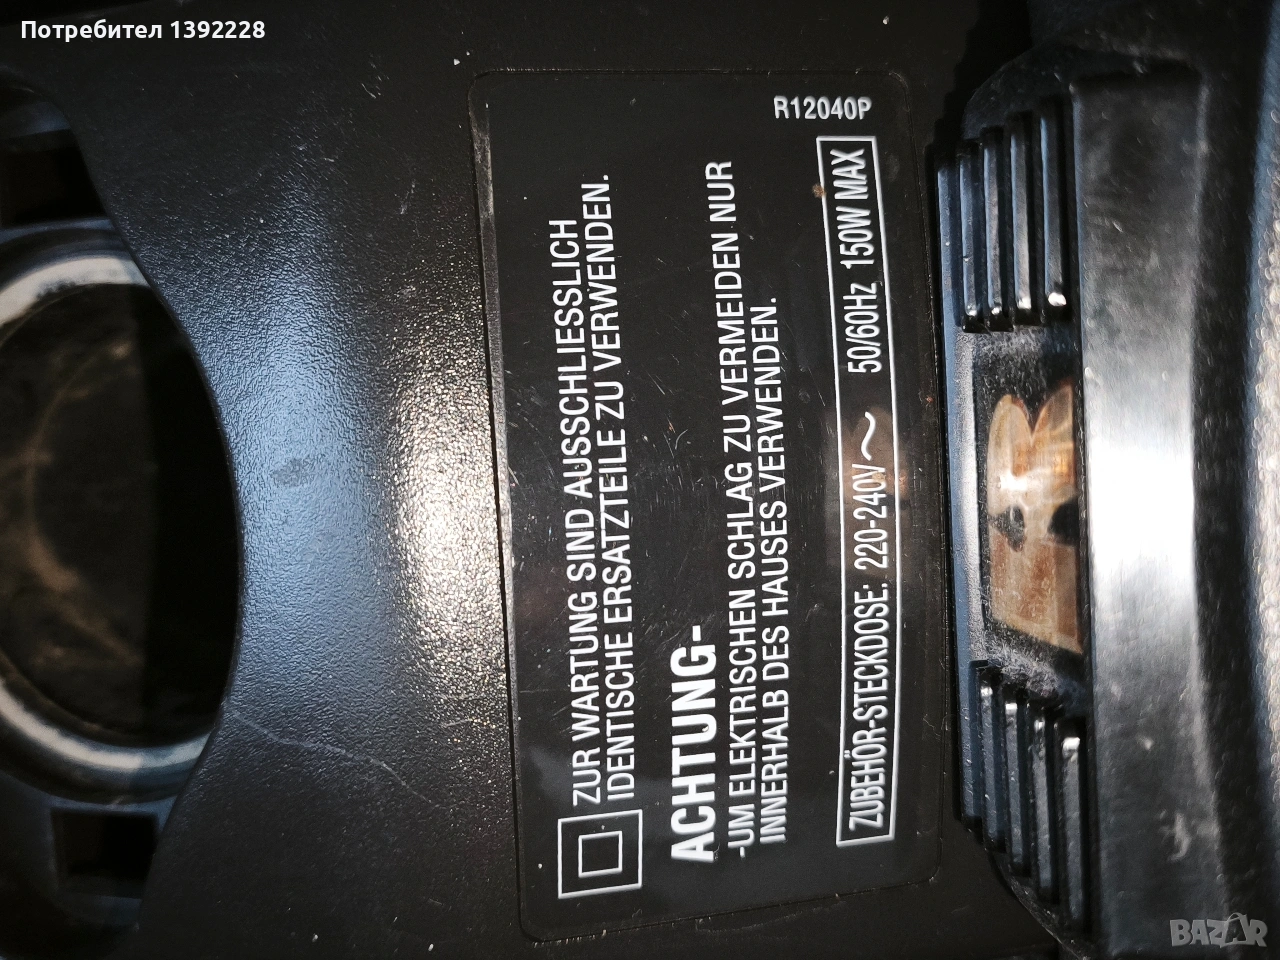 Потребител 1392228
R12040P
ZUR WARTUNG SIND AUSSCHLIESSLICH
IDENTISCHE ERSATZTEILE ZU VERWENDEN.
ACHTUNG-
-UM ELEKTRISCHEN SCHLAG ZU VERMEIDEN NUR
INNERHALB DES HAUSES VERWENDEN.
ZUBEHÖR-STECKDOSE: 220-240V~ 50/60Hz 150W MAX
BAZAR